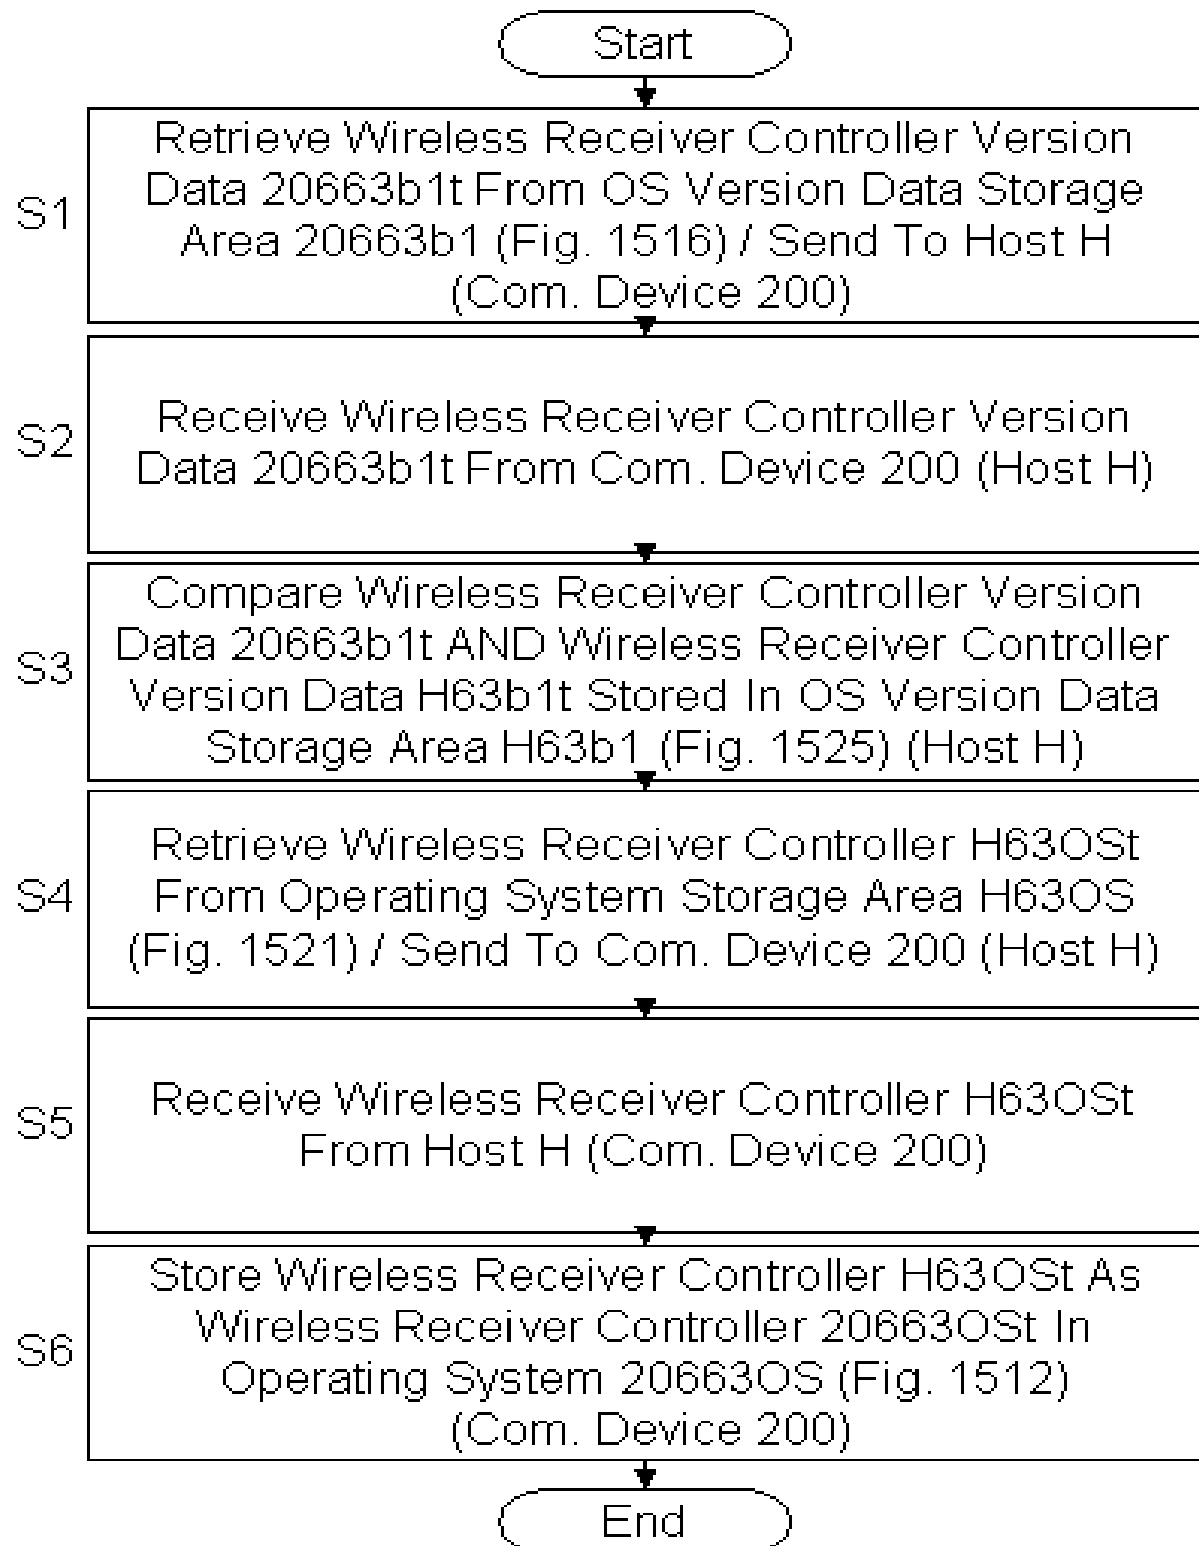 Start
S1
Retrieve Wireless Receiver Controller Version
Data 20663b1t From OS Version Data Storage
Area 20663b1 (Fig. 1516) / Send To Host H
(Com. Device 200)
S2
Receive Wireless Receiver Controller Version
Data 20663b1t From Com. Device 200 (Host H)
S3
Compare Wireless Receiver Controller Version
Data 20663b1t AND Wireless Receiver Controller
Version Data H63b1t Stored In OS Version Data
Storage Area H63b1 (Fig. 1525) (Host H)
S4
Retrieve Wireless Receiver Controller H63OSt
From Operating System Storage Area H63OS
(Fig. 1521) / Send To Com. Device 200 (Host H)
S5
Receive Wireless Receiver Controller H63OSt
From Host H (Com. Device 200)
S6
Store Wireless Receiver Controller H63OSt As
Wireless Receiver Controller 20663OSt In
Operating System 20663OS (Fig. 1512)
(Com. Device 200)
End